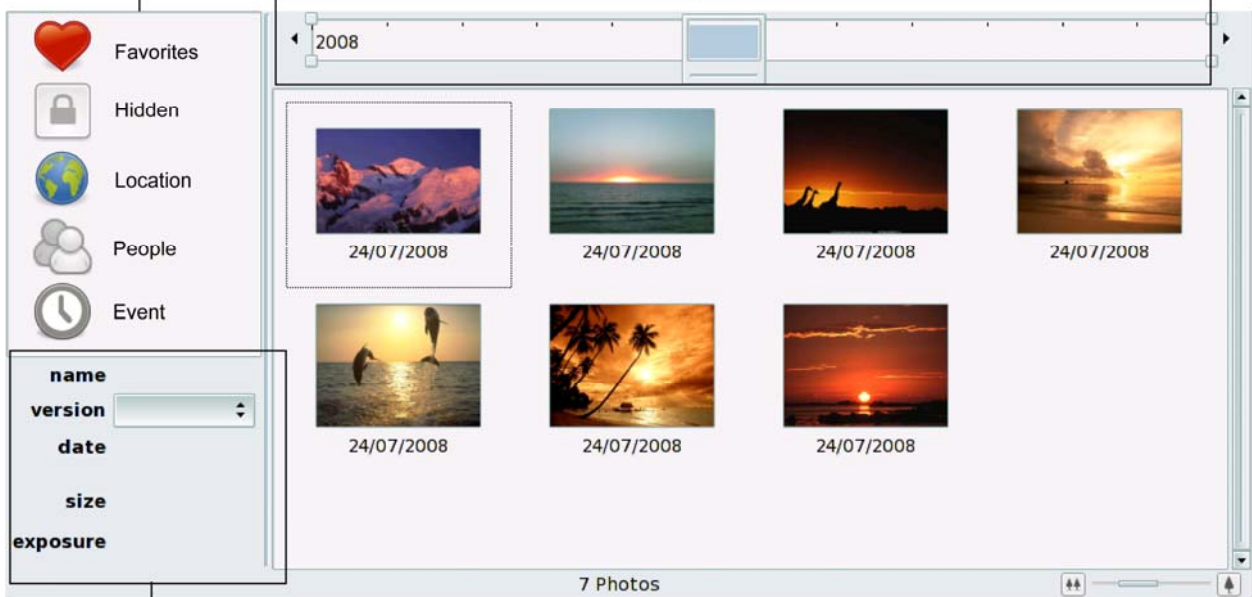 Favorites
Hidden
Location
People
Event
name
version
date
size
exposure
2008
24/07/2008
24/07/2008
24/07/2008
24/07/2008
24/07/2008
24/07/2008
24/07/2008
7 Photos